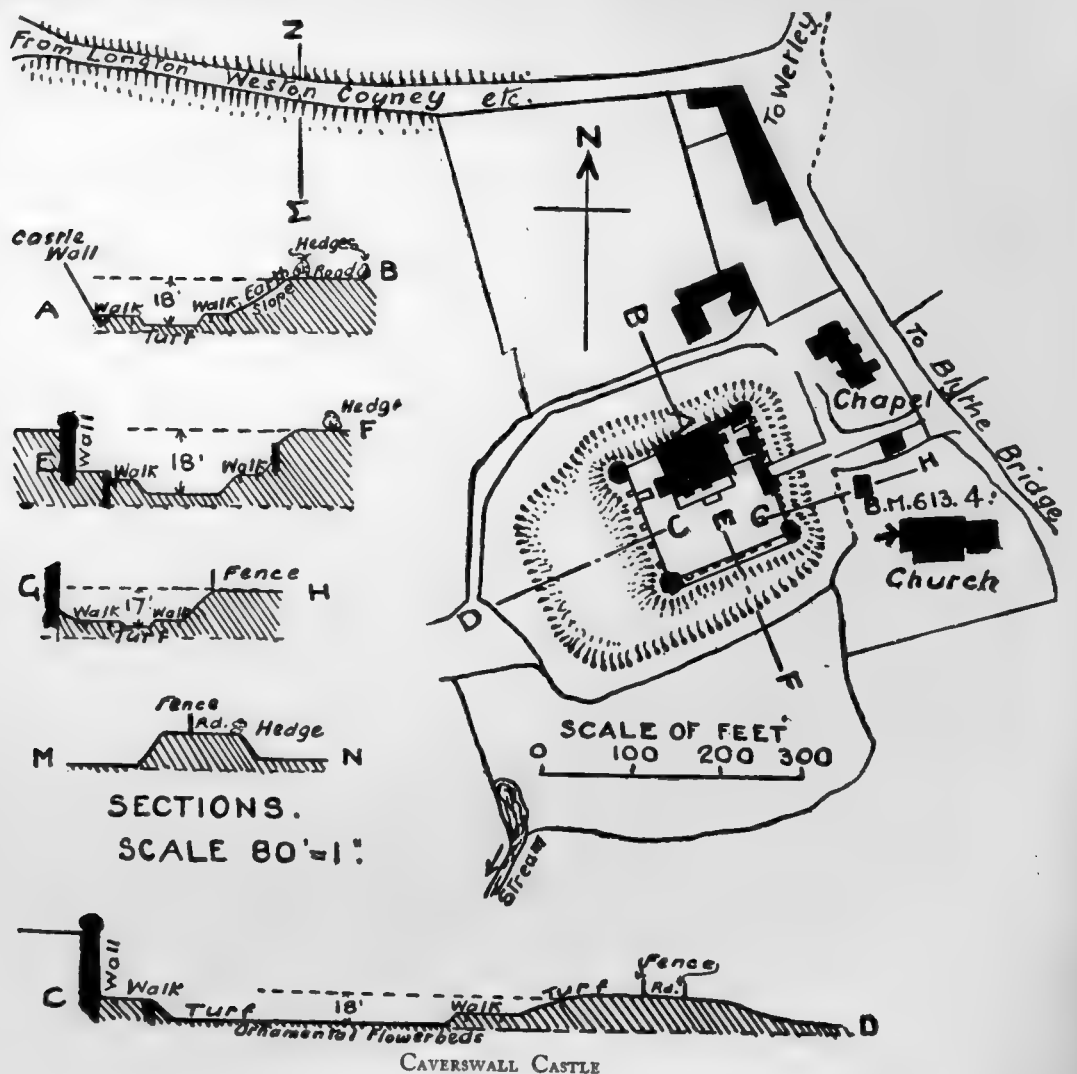 N
From Longton Weston Coyney etc.
M
To Wetley
N
Castle Wall
Hedges
Road
B
A
Walk
18'
Walk
Earth Slope
Turf
B
A
To Blythe Bridge
Chapel
Hedge
F
Wall
E
18'
Walk
Walk
C
E
G
H
B.M.613.4.
Church
G
Fence
H
Walk
17'
Walk
Turf
D
F
Fence
Rd.
Hedge
M
N
SECTIONS.
SCALE 80'=1".
SCALE OF FEET
0 100 200 300
Stream
Wall
C
Walk
Turf
18'
Ornamental Flowerbeds
Walk
Turf
Fence
Rd.
D
CAVERSWALL CASTLE